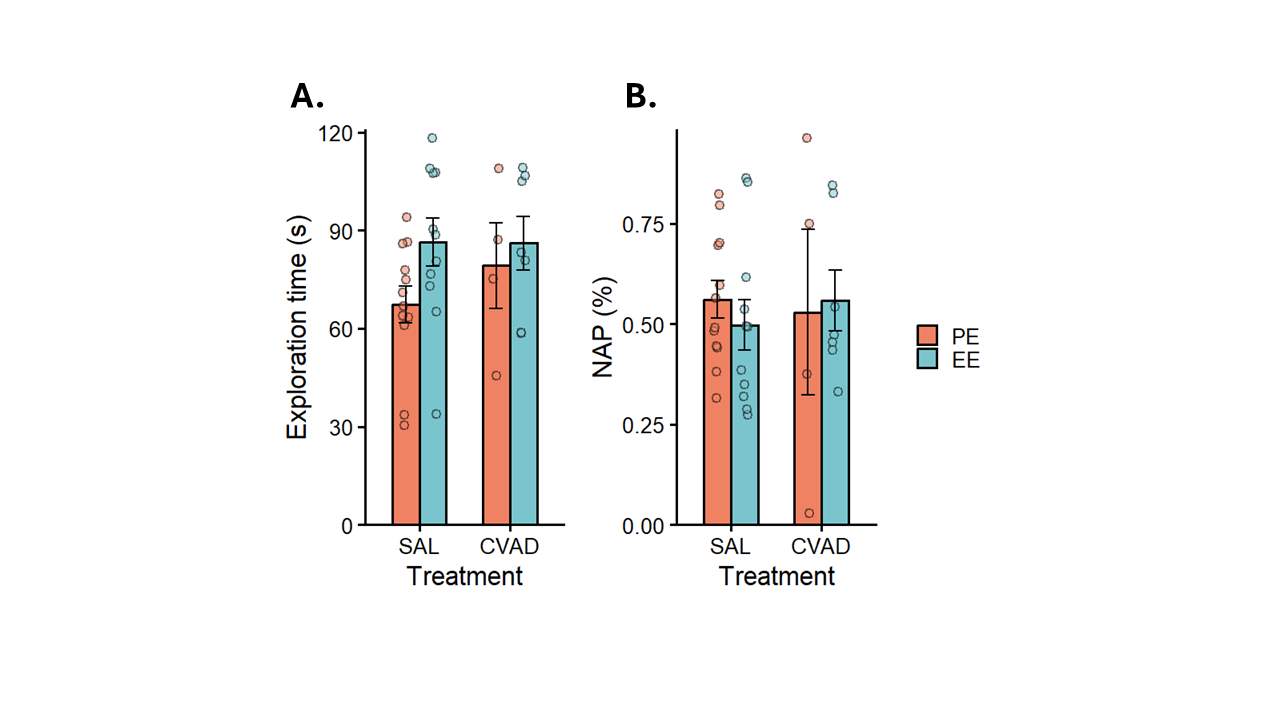 A.
Exploration time (s)
120
90
60
30
0
SAL CVAD
Treatment
B.
NAP (%)
0.75
0.50
0.25
0.00
SAL CVAD
Treatment
PE
EE